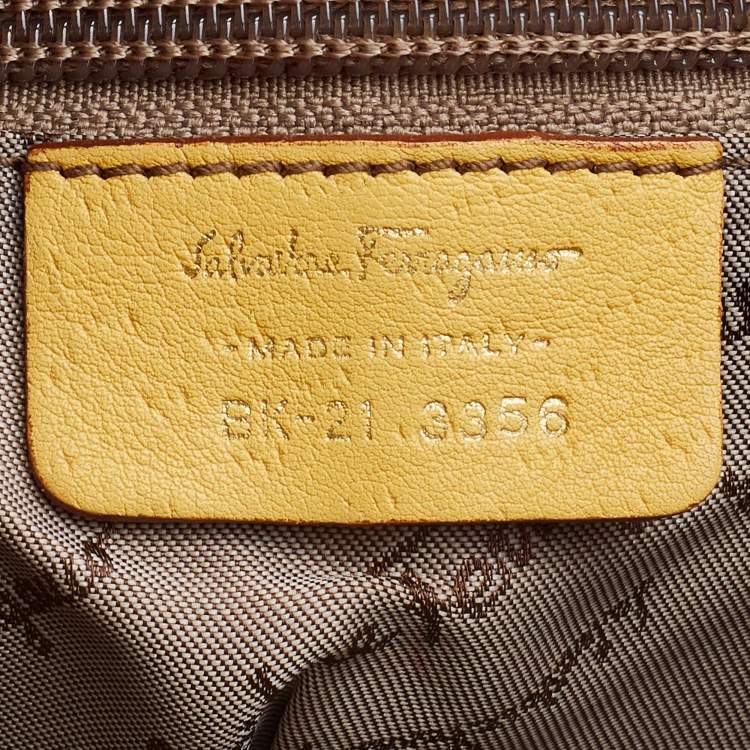 Salvatore Ferragamo
-MADE IN ITALY-
BK-21 3356